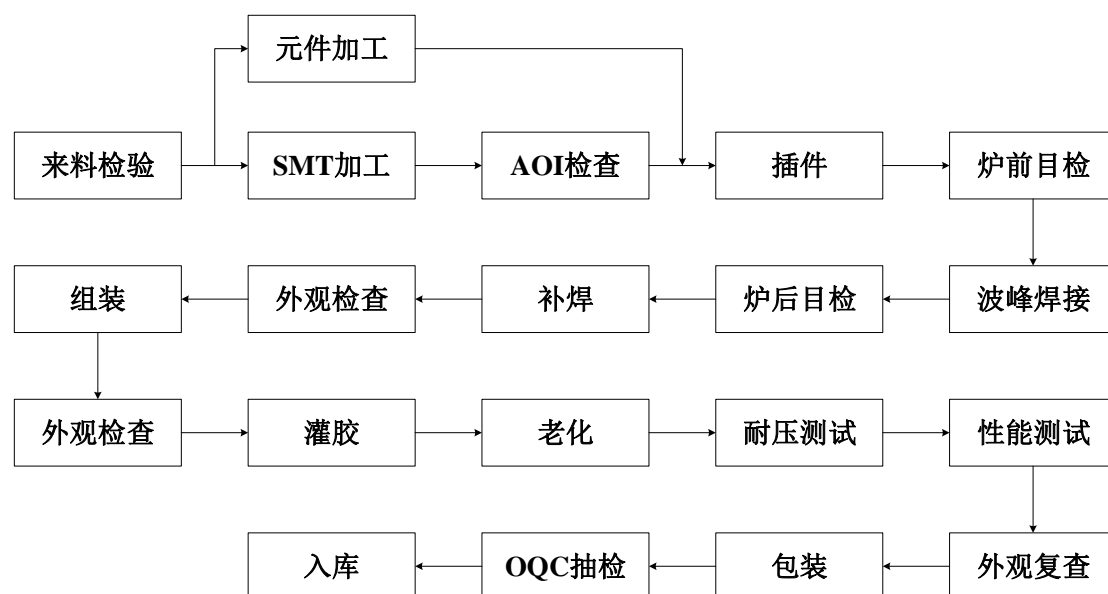 元件加工
来料检验
SMT加工
AOI检查
插件
炉前目检
组装
外观检查
补焊
炉后目检
波峰焊接
外观检查
灌胶
老化
耐压测试
性能测试
入库
OQC抽检
包装
外观复查